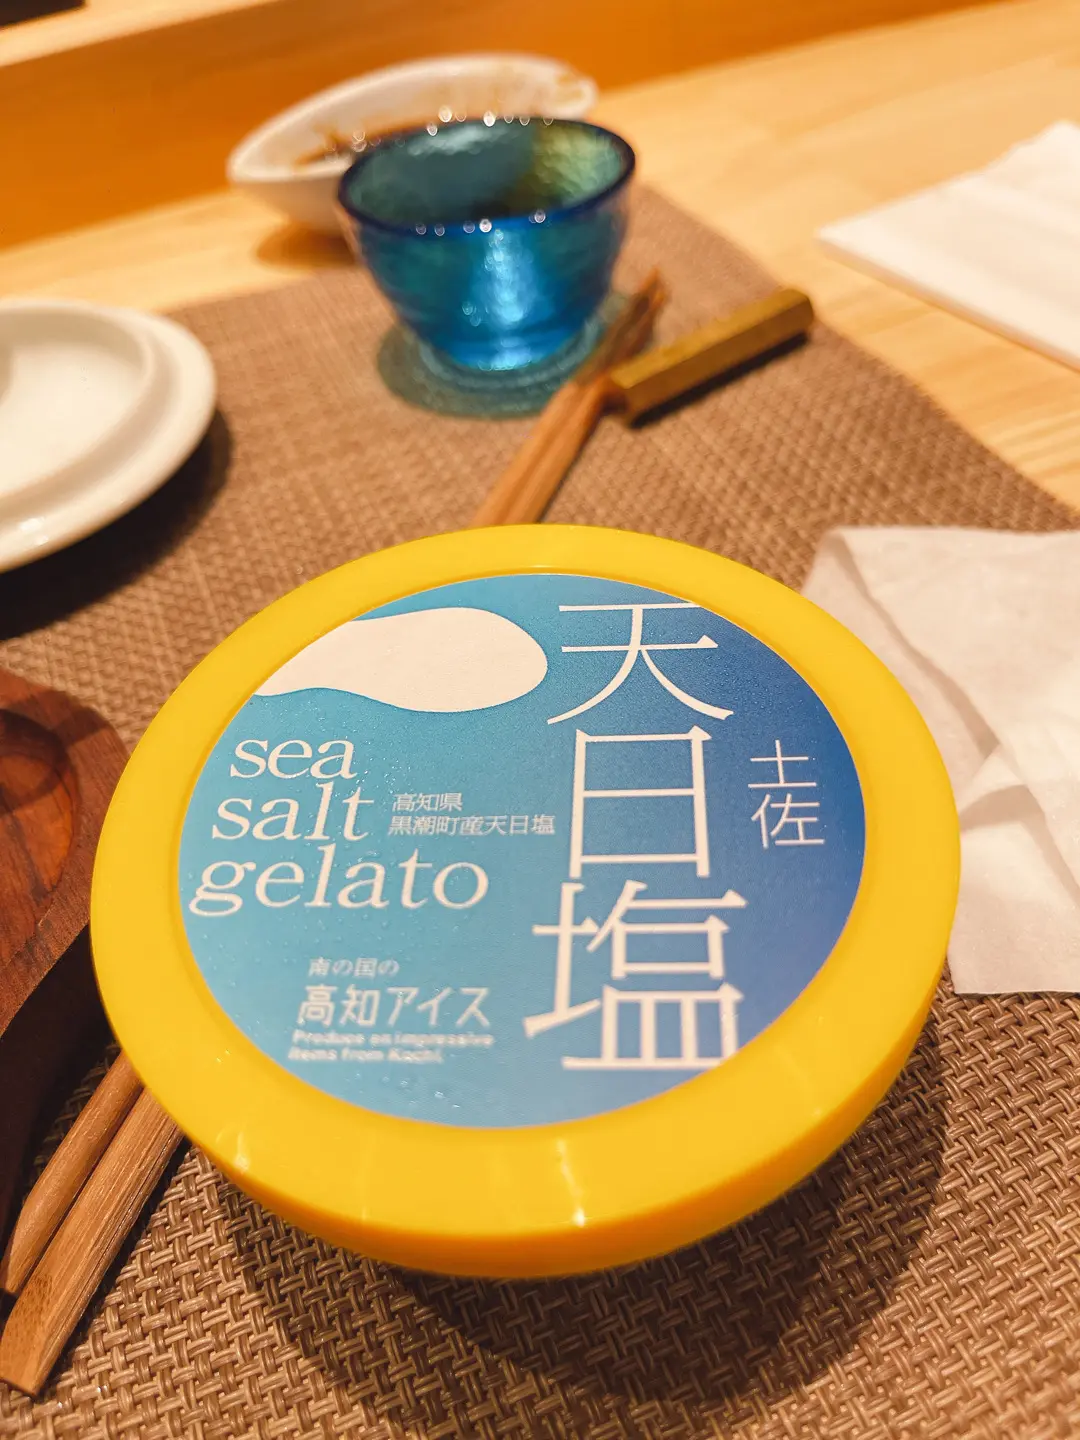 土佐
天日塩
sea
salt
gelato
高知県
黒潮町産天日塩
南の国の
高知アイス
Produce an impressive
items from Kochi.